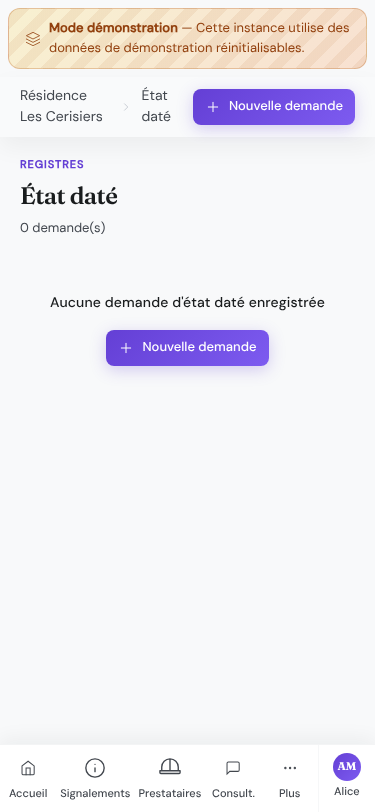 Mode démonstration — Cette instance utilise des
données de démonstration réinitialisables.
Résidence
Les Cerisiers
État
daté
Nouvelle demande
REGISTRES
État daté
0 demande(s)
Aucune demande d'état daté enregistrée
Nouvelle demande
Accueil
Signalements
Prestataires
Consult.
Plus
AM
Alice